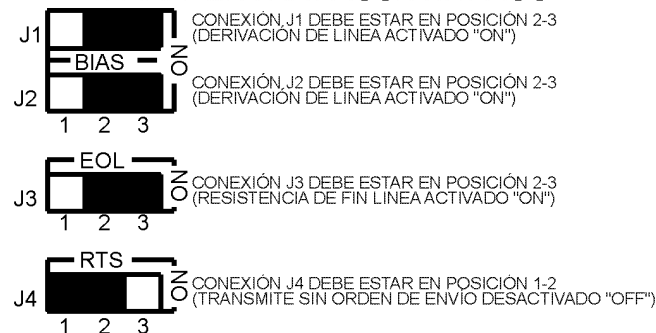 J1
CONEXIÓN J1 DEBE ESTAR EN POSICIÓN 2-3
(DERIVACIÓN DE LINEA ACTIVADO "ON")
BIAS
ON
J2
CONEXIÓN J2 DEBE ESTAR EN POSICIÓN 2-3
(DERIVACIÓN DE LINEA ACTIVADO "ON")
1 2 3
EOL
ON
J3
CONEXIÓN J3 DEBE ESTAR EN POSICIÓN 2-3
(RESISTENCIA DE FIN LINEA ACTIVADO "ON")
1 2 3
RTS
ON
J4
CONEXIÓN J4 DEBE ESTAR EN POSICIÓN 1-2
(TRANSMITE SIN ORDEN DE ENVÍO DESACTIVADO "OFF")
1 2 3